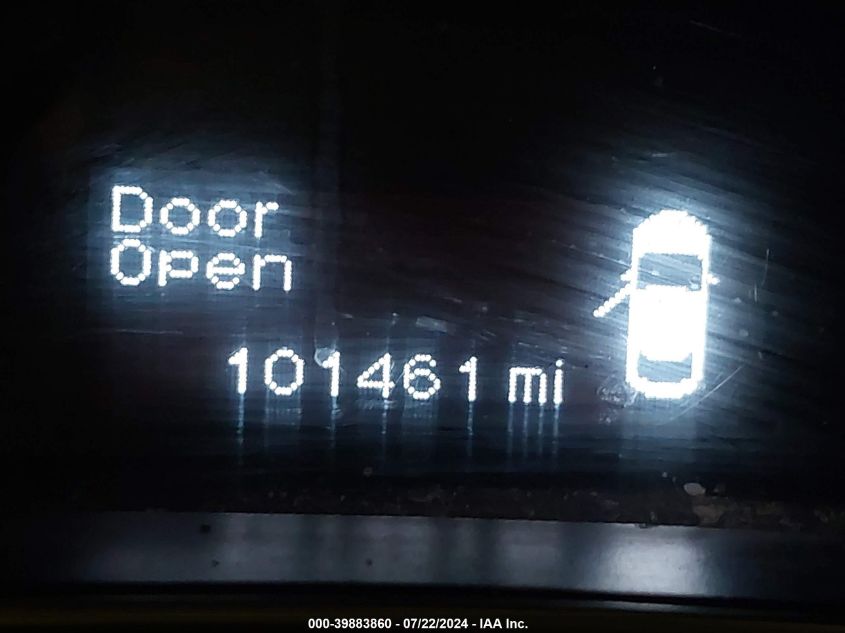 Door
Open
101461 mi
000-39883860 - 07/22/2024 - IAA Inc.